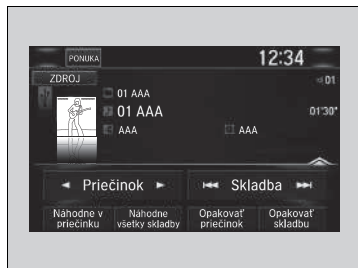 PONUKA
12:34
ZDROJ
01
01 AAA
01 AAA
01'30"
AAA
AAA
◄ Priečinok ►
⏮ Skladba ⏭
Náhodne v priečinku
Náhodne všetky skladby
Opakovať priečinok
Opakovať skladbu